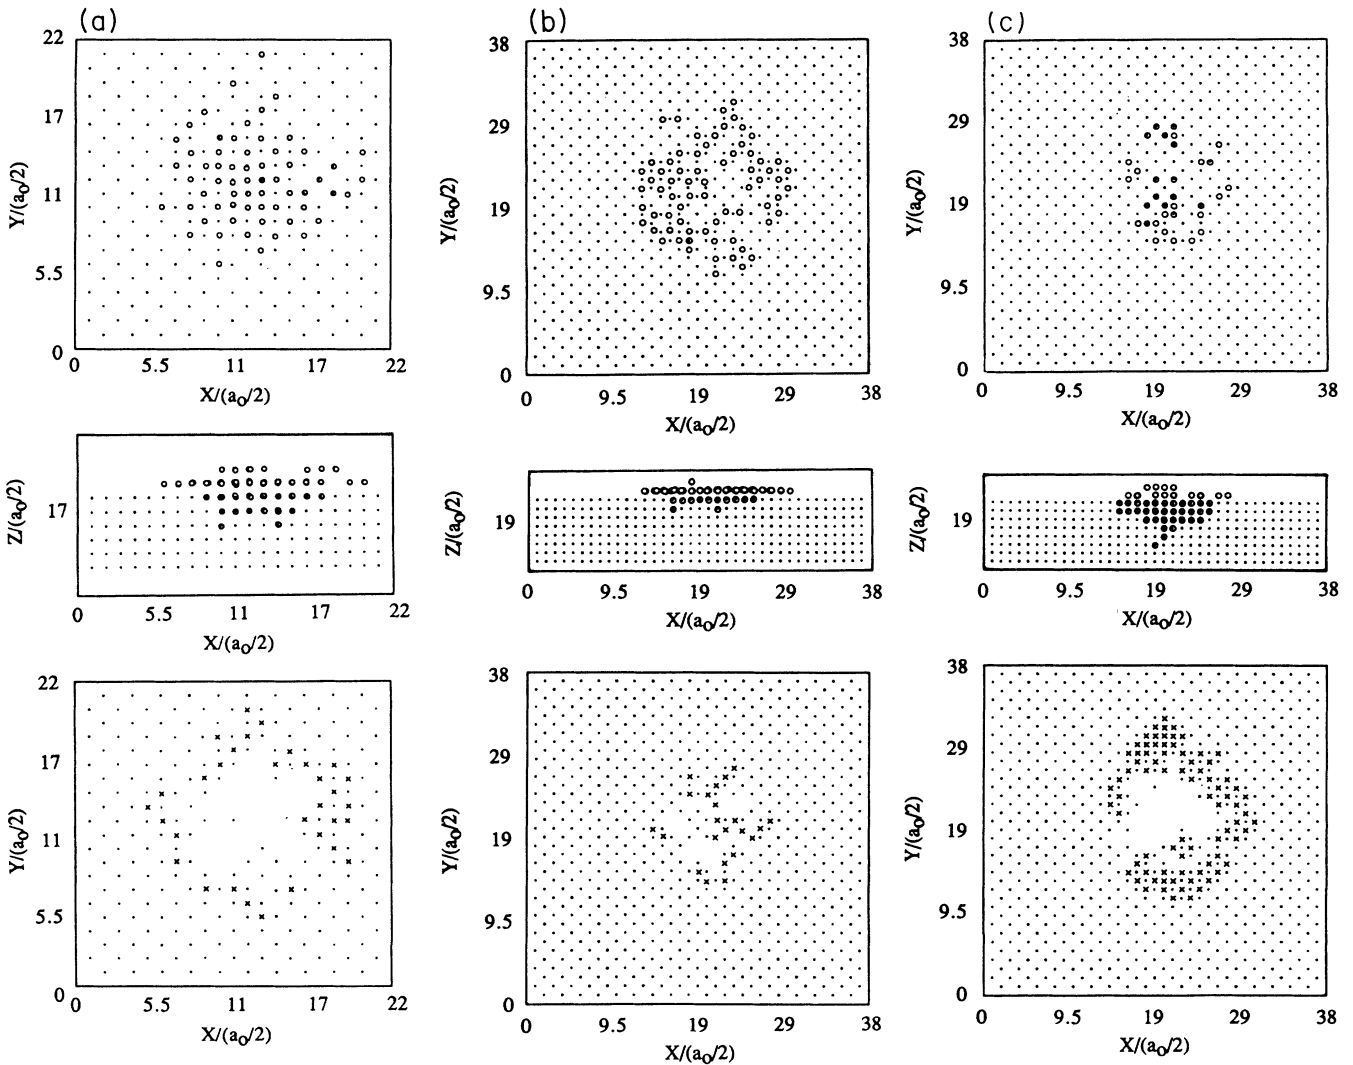 (a)
22
17
11
5.5
0
Y/(a₀/2)
0 5.5 11 17 22
X/(a₀/2)
(b)
38
29
19
9.5
0
Y/(a₀/2)
0 9.5 19 29 38
X/(a₀/2)
(c)
38
29
19
9.5
0
Y/(a₀/2)
0 9.5 19 29 38
X/(a₀/2)
17
Z/(a₀/2)
0 5.5 11 17 22
X/(a₀/2)
19
Z/(a₀/2)
0 9.5 19 29 38
X/(a₀/2)
19
Z/(a₀/2)
0 9.5 19 29 38
X/(a₀/2)
22
17
11
5.5
0
Y/(a₀/2)
0 5.5 11 17 22
X/(a₀/2)
38
29
19
9.5
0
Y/(a₀/2)
0 9.5 19 29 38
X/(a₀/2)
38
29
19
9.5
0
Y/(a₀/2)
0 9.5 19 29 38
X/(a₀/2)